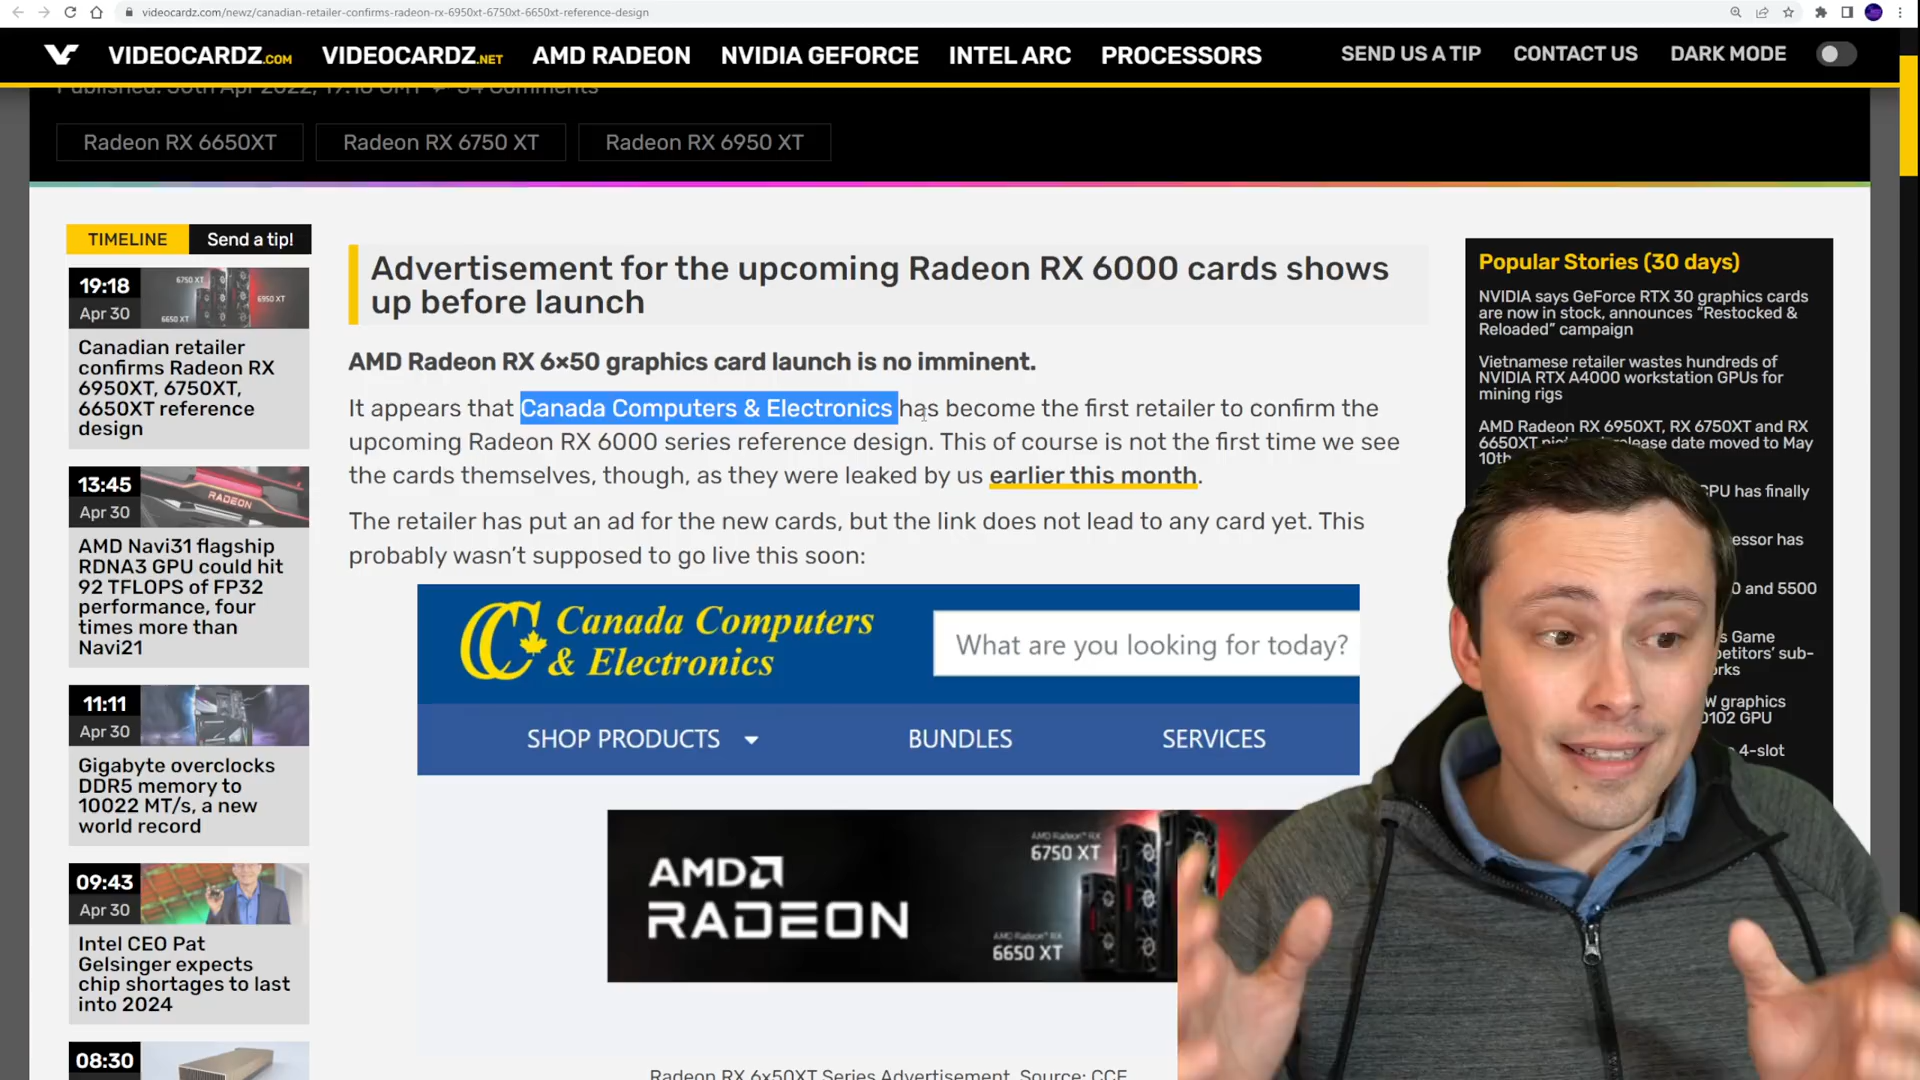 videocardz.com/newz/canadian-retailer-confirms-radeon-rx-6950xt-6750xt-6650xt-reference-design
VIDEOCARDZ.COM
VIDEOCARDZ.NET
AMD RADEON
NVIDIA GEFORCE
INTEL ARC
PROCESSORS
SEND US A TIP
CONTACT US
DARK MODE
Published: 30th Apr 2022, 19:18 GMT
34 Comments
Radeon RX 6650XT
Radeon RX 6750 XT
Radeon RX 6950 XT
TIMELINE
Send a tip!
19:18
Apr 30
6750 XT
6950 XT
6650 XT
Canadian retailer
confirms Radeon RX
6950XT, 6750XT,
6650XT reference
design
13:45
Apr 30
RADEON
AMD Navi31 flagship
RDNA3 GPU could hit
92 TFLOPS of FP32
performance, four
times more than
Navi21
11:11
Apr 30
Gigabyte overclocks
DDR5 memory to
10022 MT/s, a new
world record
09:43
Apr 30
Intel CEO Pat
Gelsinger expects
chip shortages to last
into 2024
08:30
Advertisement for the upcoming Radeon RX 6000 cards shows
up before launch
AMD Radeon RX 6×50 graphics card launch is no imminent.
It appears that Canada Computers & Electronics has become the first retailer to confirm the
upcoming Radeon RX 6000 series reference design. This of course is not the first time we see
the cards themselves, though, as they were leaked by us earlier this month.
The retailer has put an ad for the new cards, but the link does not lead to any card yet. This
probably wasn't supposed to go live this soon:
CC
Canada Computers
& Electronics
What are you looking for today?
SHOP PRODUCTS
BUNDLES
SERVICES
AMD
RADEON
AMD Radeon™ RX
6750 XT
AMD Radeon™ RX
6650 XT
Radeon RX 6x50XT Series Advertisement, Source: CCE
Popular Stories (30 days)
NVIDIA says GeForce RTX 30 graphics cards
are now in stock, announces "Restocked &
Reloaded" campaign
Vietnamese retailer wastes hundreds of
NVIDIA RTX A4000 workstation GPUs for
mining rigs
AMD Radeon RX 6950XT, RX 6750XT and RX
6650XT release date moved to May
10th
GPU has finally
has
0 and 5500
Game
sub-
W graphics
GPU
4-slot